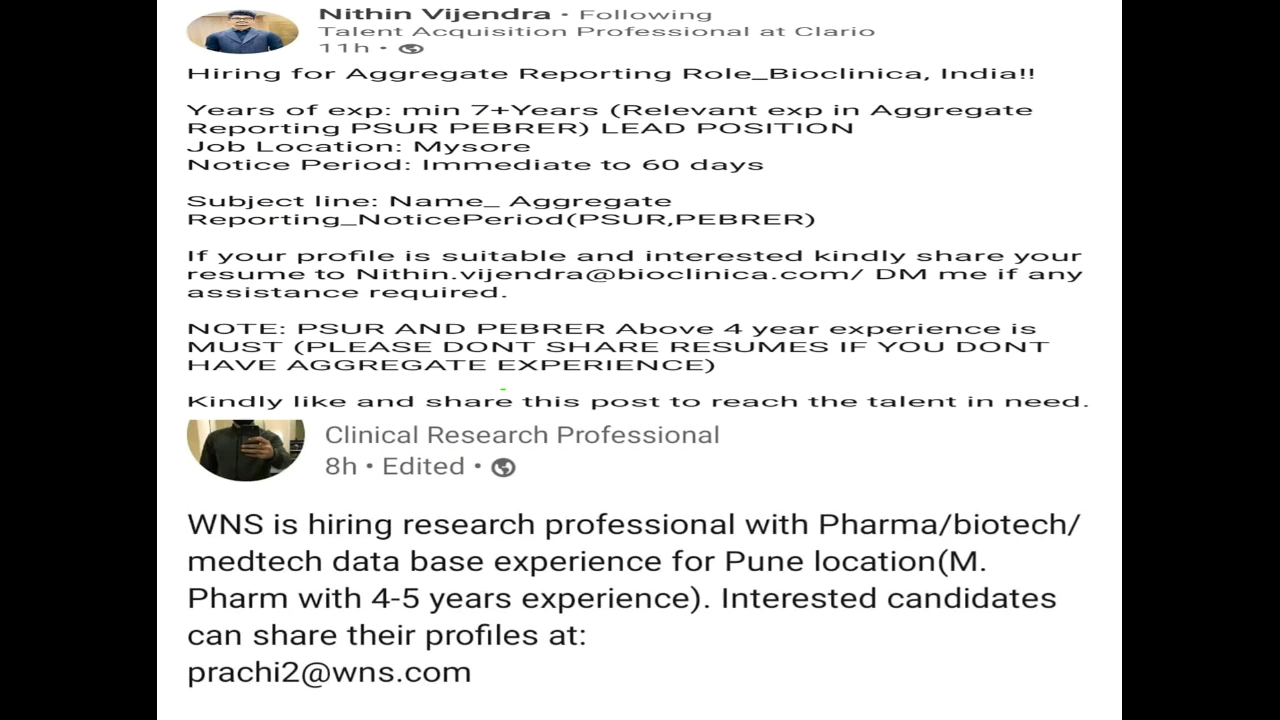 Nithin Vijendra • Following
Talent Acquisition Professional at Clario
11h •
Hiring for Aggregate Reporting Role_Bioclinica, India!!
Years of exp: min 7+Years (Relevant exp in Aggregate
Reporting PSUR PEBRER) LEAD POSITION
Job Location: Mysore
Notice Period: Immediate to 60 days
Subject line: Name_ Aggregate
Reporting_NoticePeriod(PSUR,PEBRER)
If your profile is suitable and interested kindly share your
resume to Nithin.vijendra@bioclinica.com/ DM me if any
assistance required.
NOTE: PSUR AND PEBRER Above 4 year experience is
MUST (PLEASE DONT SHARE RESUMES IF YOU DONT
HAVE AGGREGATE EXPERIENCE)
Kindly like and share this post to reach the talent in need.
Clinical Research Professional
8h • Edited •
WNS is hiring research professional with Pharma/biotech/
medtech data base experience for Pune location(M.
Pharm with 4-5 years experience). Interested candidates
can share their profiles at:
prachi2@wns.com